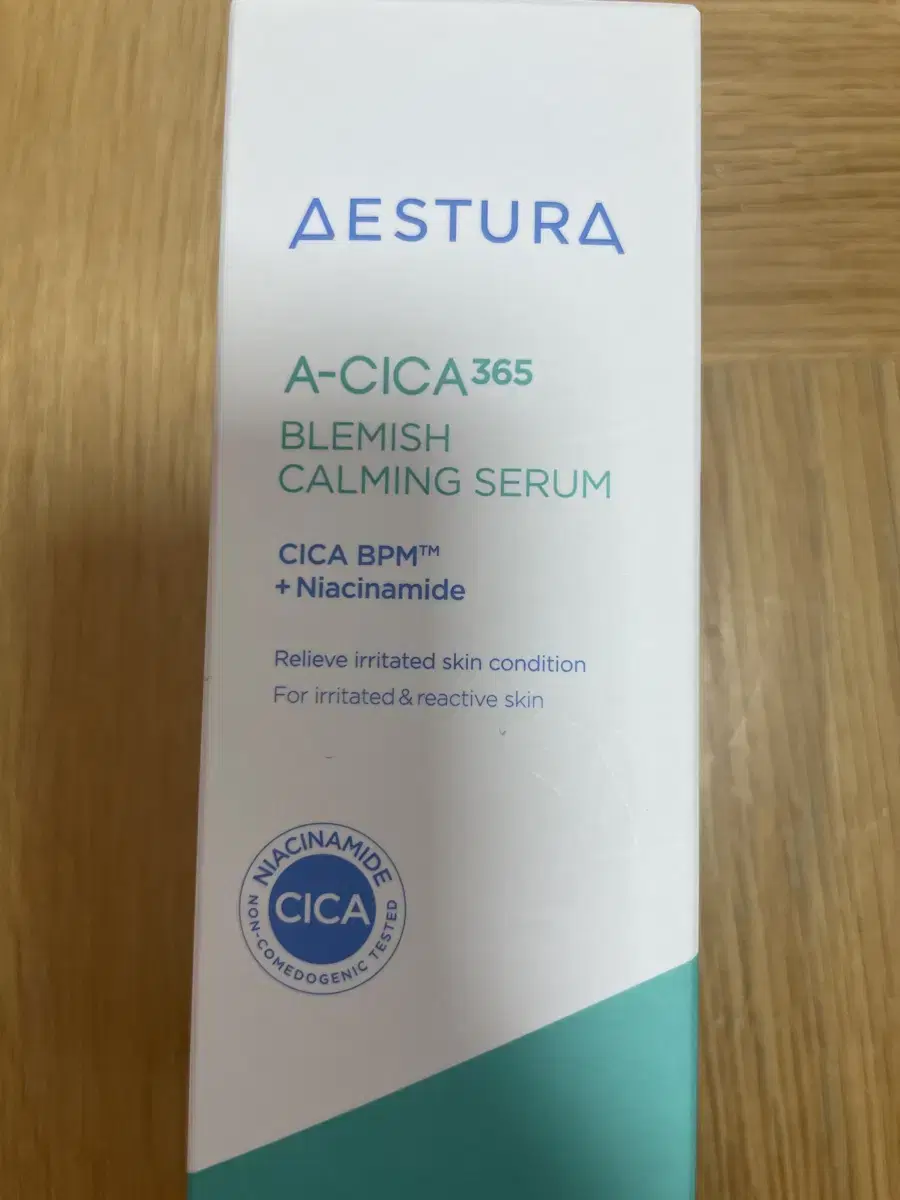 AESTURA
A-CICA365
BLEMISH
CALMING SERUM
CICA BPM™
+ Niacinamide
Relieve irritated skin condition
For irritated & reactive skin
NIACINAMIDE
CICA
NON-COMEDOGENIC TESTED